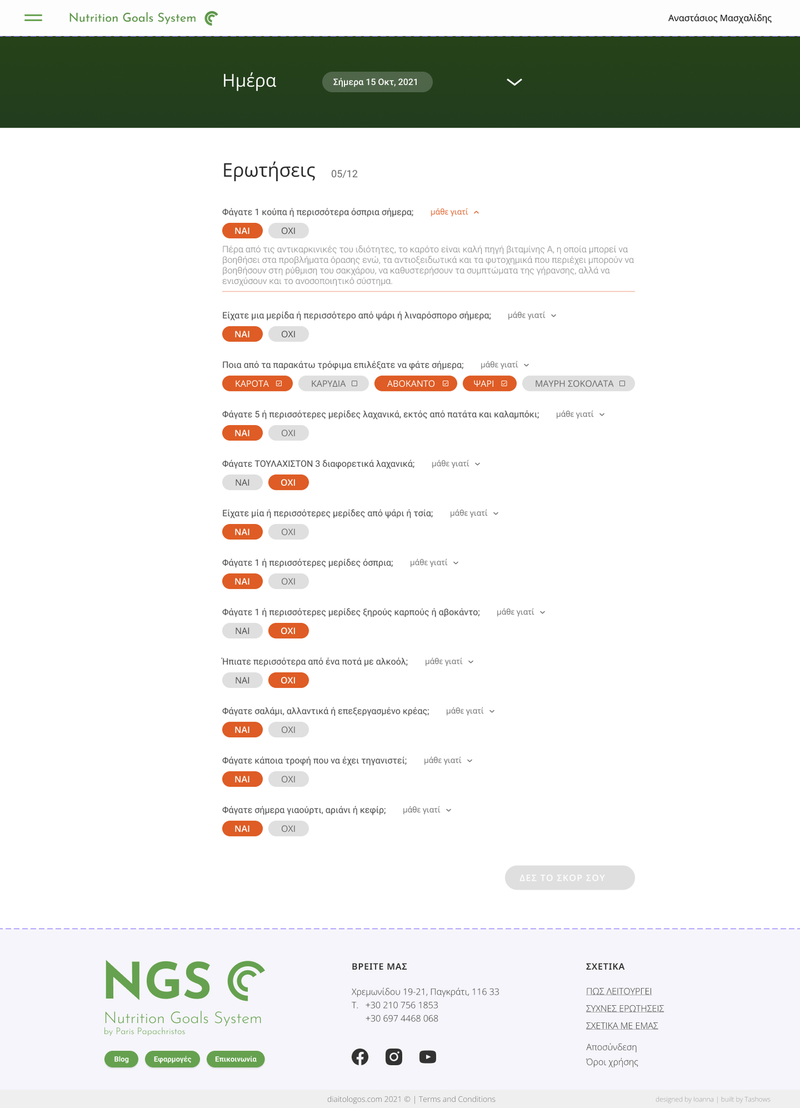 Nutrition Goals System
Αναστάσιος Μασχαλίδης
Ημέρα
Σήμερα 15 Οκτ, 2021
Ερωτήσεις 05/12
Φάγατε 1 κούπα ή περισσότερα όσπρια σήμερα; μάθε γιατί
ΝΑΙ ΟΧΙ
Πέρα από τις αντικαρκινικές του ιδιότητες, το καρότο είναι καλή πηγή βιταμίνης Α, η οποία μπορεί να
βοηθήσει στα προβλήματα όρασης ενώ, τα αντιοξειδωτικά και τα φυτοχημικά που περιέχει μπορούν να
βοηθήσουν στη ρύθμιση του σακχάρου, να καθυστερήσουν τα συμπτώματα της γήρανσης, αλλά να
ενισχύσουν και το ανοσοποιητικό σύστημα.
Είχατε μια μερίδα ή περισσότερο από ψάρι ή λιναρόσπορο σήμερα; μάθε γιατί
ΝΑΙ ΟΧΙ
Ποια από τα παρακάτω τρόφιμα επιλέξατε να φάτε σήμερα; μάθε γιατί
ΚΑΡΟΤΑ ΚΑΡΥΔΙΑ ΑΒΟΚΑΝΤΟ ΨΑΡΙ ΜΑΥΡΗ ΣΟΚΟΛΑΤΑ
Φάγατε 5 ή περισσότερες μερίδες λαχανικά, εκτός από πατάτα και καλαμπόκι; μάθε γιατί
ΝΑΙ ΟΧΙ
Φάγατε ΤΟΥΛΑΧΙΣΤΟΝ 3 διαφορετικά λαχανικά; μάθε γιατί
ΝΑΙ ΟΧΙ
Είχατε μία ή περισσότερες μερίδες από ψάρι ή τσία; μάθε γιατί
ΝΑΙ ΟΧΙ
Φάγατε 1 ή περισσότερες μερίδες όσπρια; μάθε γιατί
ΝΑΙ ΟΧΙ
Φάγατε 1 ή περισσότερες μερίδες ξηρούς καρπούς ή αβοκάντο; μάθε γιατί
ΝΑΙ ΟΧΙ
Ήπιατε περισσότερα από ένα ποτά με αλκοόλ; μάθε γιατί
ΝΑΙ ΟΧΙ
Φάγατε σαλάμι, αλλαντικά ή επεξεργασμένο κρέας; μάθε γιατί
ΝΑΙ ΟΧΙ
Φάγατε κάποια τροφή που να έχει τηγανιστεί; μάθε γιατί
ΝΑΙ ΟΧΙ
Φάγατε σήμερα γιαούρτι, αριάνι ή κεφίρ; μάθε γιατί
ΝΑΙ ΟΧΙ
ΔΕΣ ΤΟ ΣΚΟΡ ΣΟΥ
NGS
Nutrition Goals System
by Paris Papachristos
Blog Εφαρμογές Επικοινωνία
ΒΡΕΙΤΕ ΜΑΣ
Χρεμωνίδου 19-21, Παγκράτι, 116 33
Τ. +30 210 756 1853
+30 697 4468 068
ΣΧΕΤΙΚΑ
ΠΩΣ ΛΕΙΤΟΥΡΓΕΙ
ΣΥΧΝΕΣ ΕΡΩΤΗΣΕΙΣ
ΣΧΕΤΙΚΑ ΜΕ ΕΜΑΣ
Αποσύνδεση
Όροι χρήσης
diaitologos.com 2021 © | Terms and Conditions
designed by Ioanna | built by Tashows